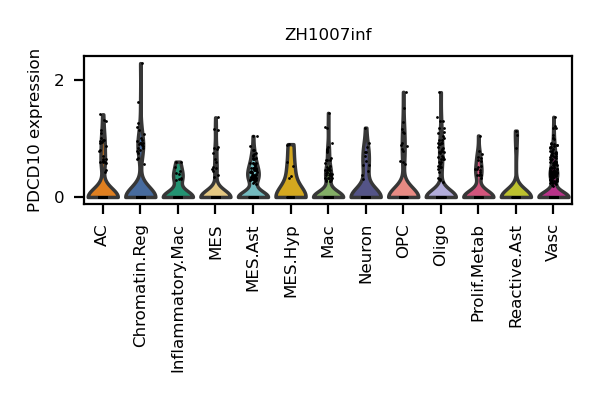 ZH1007inf
PDCD10 expression
2
0
AC
Chromatin.Reg
Inflammatory.Mac
MES
MES.Ast
MES.Hyp
Mac
Neuron
OPC
Oligo
Prolif.Metab
Reactive.Ast
Vasc